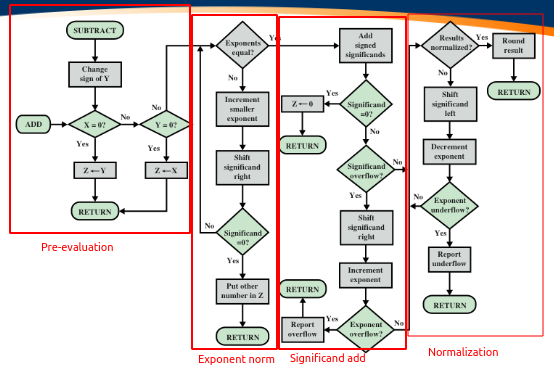 SUBTRACT
Change
sign of Y
ADD
X = 0?
No
Y = 0?
No
Yes
Yes
Z ←Y
Z ←X
RETURN
Pre-evaluation
Exponents
equal?
Yes
No
Increment
smaller
exponent
Shift
significand
right
No
Significand
=0?
Yes
Put other
number in Z
RETURN
Exponent norm
Add
signed
significands
Z ←0
Yes
Significand
=0?
RETURN
No
Significand
overflow?
No
Yes
Shift
significand
right
Increment
exponent
RETURN
Report
overflow
Yes
Exponent
overflow?
No
Significand add
Results
normalized?
Yes
Round
result
RETURN
No
Shift
significand
left
Decrement
exponent
No
Exponent
underflow?
Yes
Report
underflow
RETURN
Normalization